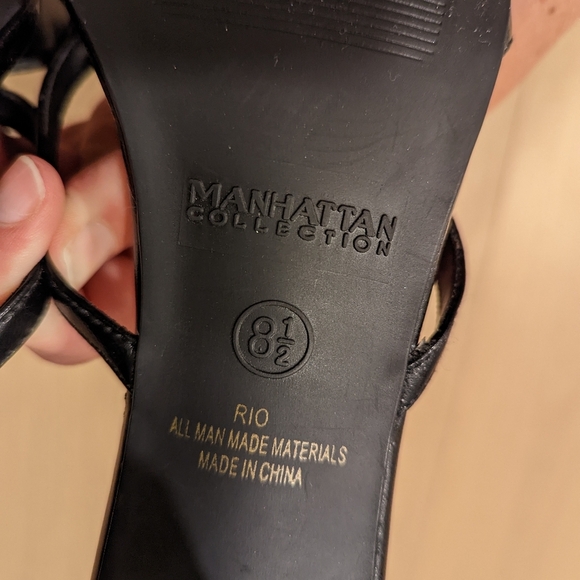 MANHATTAN
COLLECTION
8 1/2
RIO
ALL MAN MADE MATERIALS
MADE IN CHINA